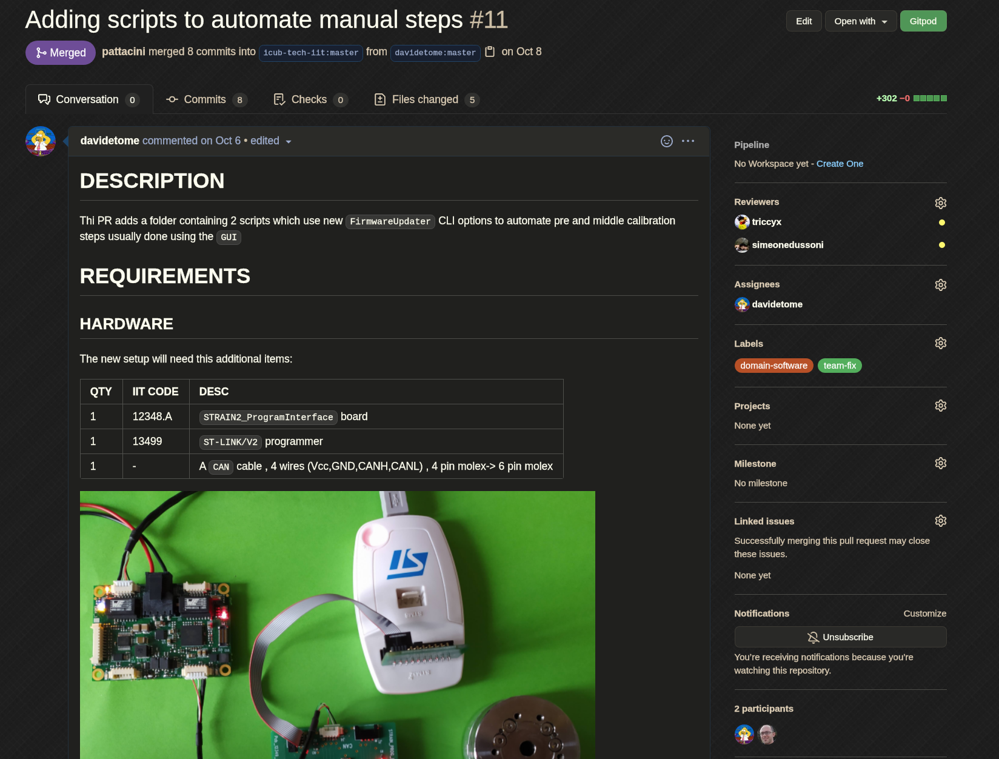 Adding scripts to automate manual steps #11
Edit
Open with
Gitpod
Merged
pattacini merged 8 commits into icub-tech-iit:master from davidetome:master on Oct 8
Conversation 0
Commits 8
Checks 0
Files changed 5
+302 −0
davidetome commented on Oct 6 • edited
DESCRIPTION
Thi PR adds a folder containing 2 scripts which use new FirmwareUpdater CLI options to automate pre and middle calibration
steps usually done using the GUI
REQUIREMENTS
HARDWARE
The new setup will need this additional items:
QTY IIT CODE DESC
1 12348.A STRAIN2_ProgramInterface board
1 13499 ST-LINK/V2 programmer
1 - A CAN cable , 4 wires (Vcc,GND,CANH,CANL) , 4 pin molex-> 6 pin molex
CAN
Pipeline
No Workspace yet - Create One
Reviewers
triccyx
simeonedussoni
Assignees
davidetome
Labels
domain-software team-fix
Projects
None yet
Milestone
No milestone
Linked issues
Successfully merging this pull request may close
these issues.
None yet
Notifications
Customize
Unsubscribe
You're receiving notifications because you're
watching this repository.
2 participants